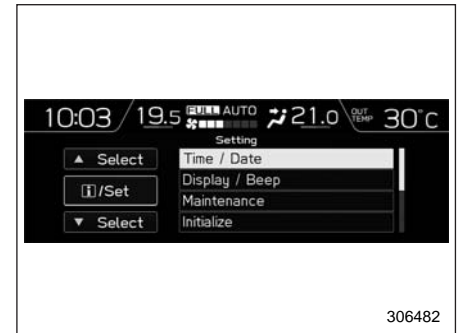 10:03 19.5 FULL AUTO 21.0 OUT TEMP 30°C
Setting
▲ Select
Time / Date
i/Set
Display / Beep
Maintenance
▼ Select
Initialize
306482